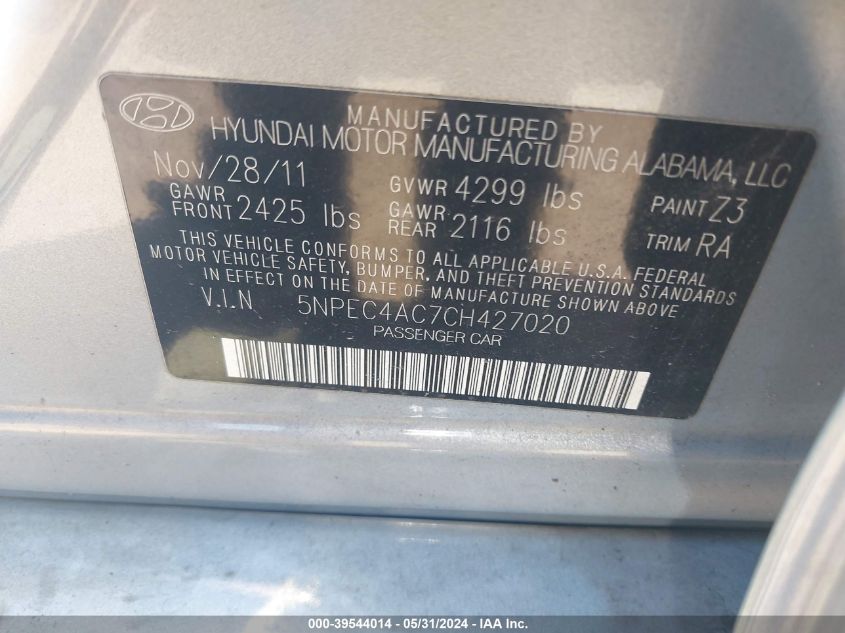 MANUFACTURED BY
HYUNDAI MOTOR MANUFACTURING ALABAMA, LLC
Nov/28/11 GVWR 4299 lbs PAINT Z3
GAWR FRONT 2425 lbs GAWR REAR 2116 lbs TRIM RA
THIS VEHICLE CONFORMS TO ALL APPLICABLE U.S.A. FEDERAL
MOTOR VEHICLE SAFETY, BUMPER, AND THEFT PREVENTION STANDARDS
IN EFFECT ON THE DATE OF MANUFACTURE SHOWN ABOVE
V.I.N 5NPEC4AC7CH427020
PASSENGER CAR
000-39544014 - 05/31/2024 - IAA Inc.